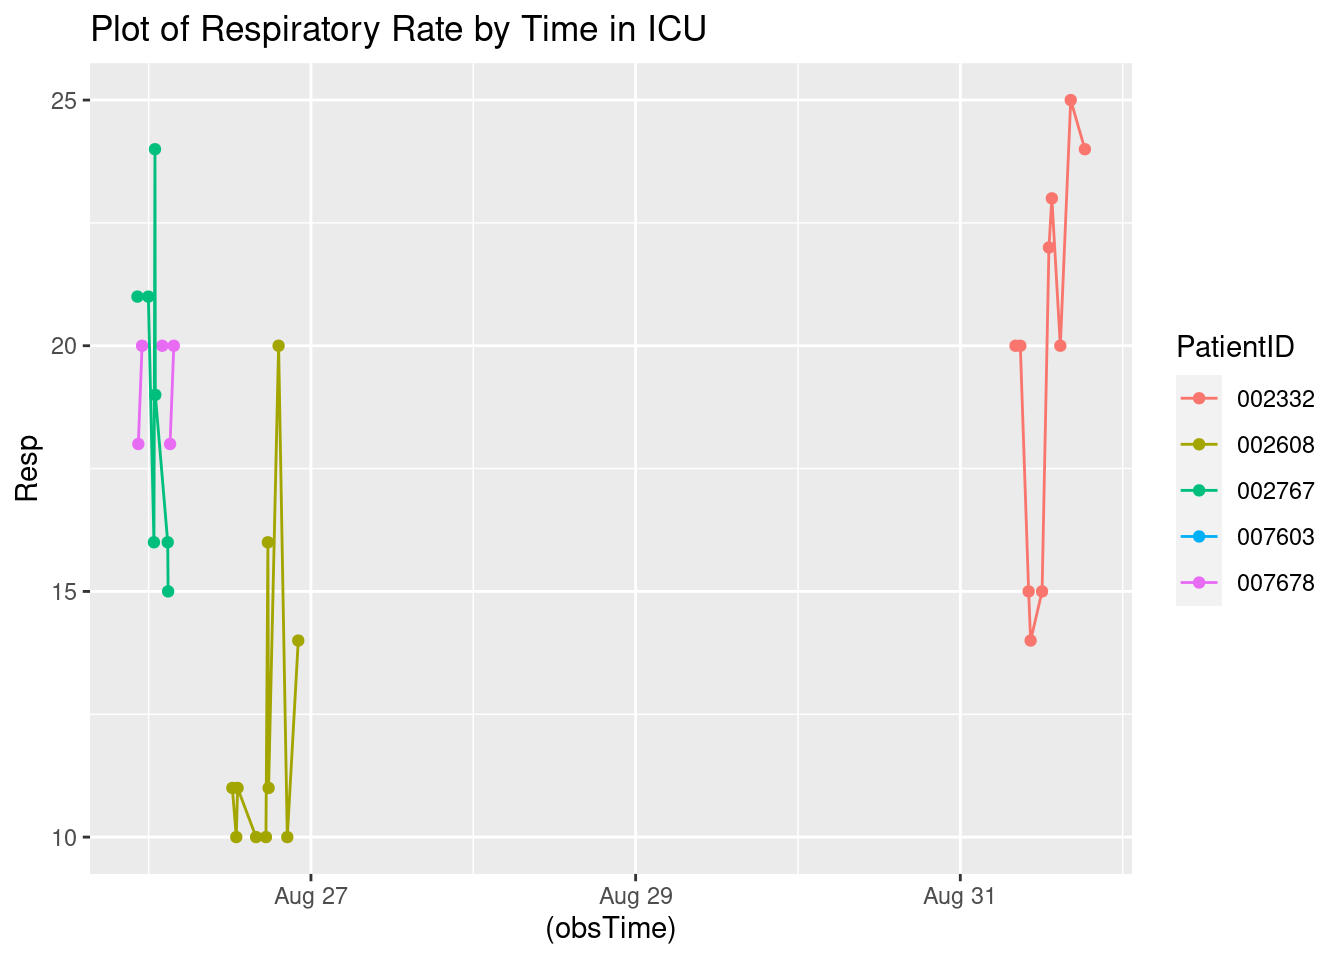 Plot of Respiratory Rate by Time in ICU
25
20
15
10
Resp
Aug 27
Aug 29
Aug 31
(obsTime)
PatientID
002332
002608
002767
007603
007678